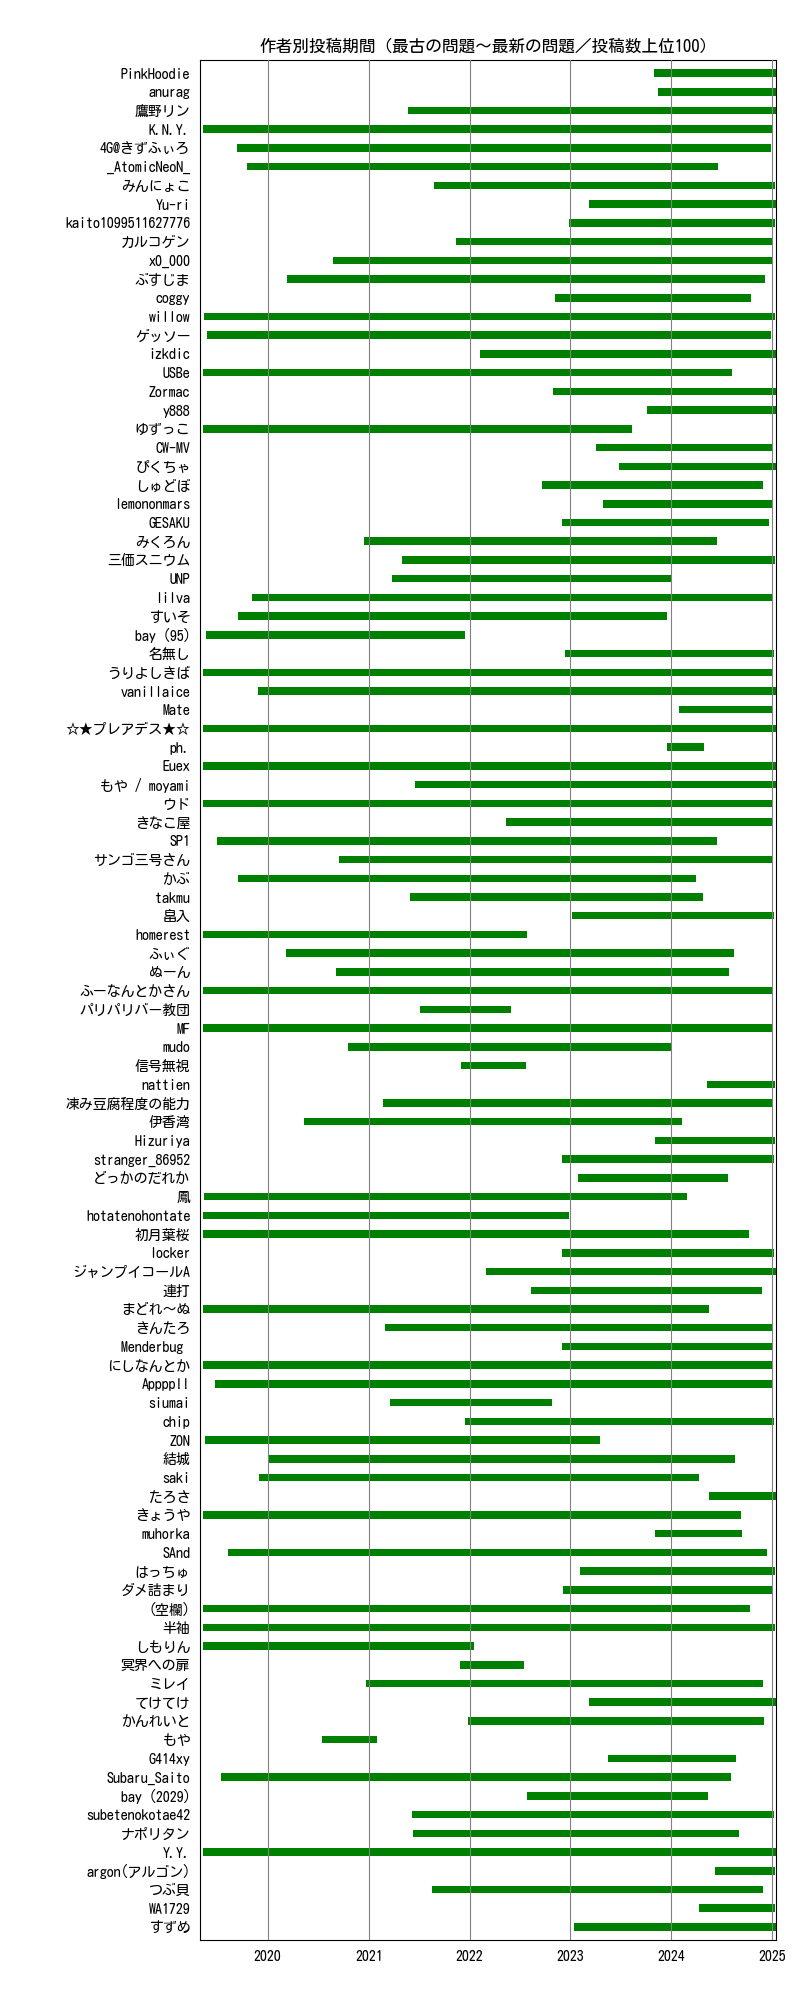 作者別投稿期間（最古の問題～最新の問題／投稿数上位100）
PinkHoodie
anurag
鷹野リン
K.N.Y.
4G@きずふぃろ
_AtomicNeoN_
みんにょこ
Yu-ri
kaito1099511627776
カルコゲン
x0_000
ぶすじま
coggy
willow
ゲッソー
izkdic
USBe
Zormac
y888
ゆずっこ
CW-MV
ぴくちゃ
しゅどぼ
lemononmars
GESAKU
みくろん
三価スニウム
UNP
lilva
すいそ
bay (95)
名無し
うりよしきば
vanillaice
Mate
☆★プレアデス★☆
ph.
Euex
もや / moyami
ウド
きなこ屋
SP1
サンゴ三号さん
かぶ
takmu
畠入
homerest
ふぃぐ
ぬーん
ふーなんとかさん
パリパリバー教団
MF
mudo
信号無視
nattien
凍み豆腐程度の能力
伊香湾
Hizuriya
stranger_86952
どっかのだれか
鳳
hotatenohontate
初月葉桜
locker
ジャンプイコールA
連打
まどれ～ぬ
きんたろ
Menderbug
にしなんとか
Appppll
siumai
chip
ZON
結城
saki
たろさ
きょうや
muhorka
SAnd
はっちゅ
ダメ詰まり
(空欄)
半袖
しもりん
冥界への扉
ミレイ
てけてけ
かんれいと
もや
G414xy
Subaru_Saito
bay (2029)
subetenokotae42
ナポリタン
Y.Y.
argon(アルゴン)
つぶ貝
WA1729
すずめ
2020 2021 2022 2023 2024 2025